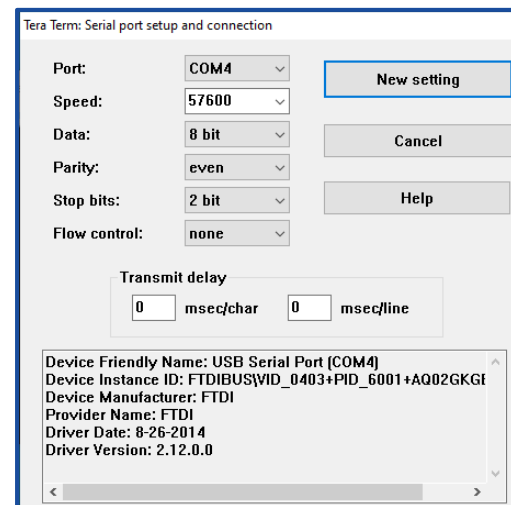 Tera Term: Serial port setup and connection
Port: COM4 New setting
Speed: 57600
Data: 8 bit Cancel
Parity: even
Stop bits: 2 bit Help
Flow control: none
Transmit delay
0 msec/char 0 msec/line
Device Friendly Name: USB Serial Port (COM4)
Device Instance ID: FTDIBUS\VID_0403+PID_6001+AQ02GKGE
Device Manufacturer: FTDI
Provider Name: FTDI
Driver Date: 8-26-2014
Driver Version: 2.12.0.0